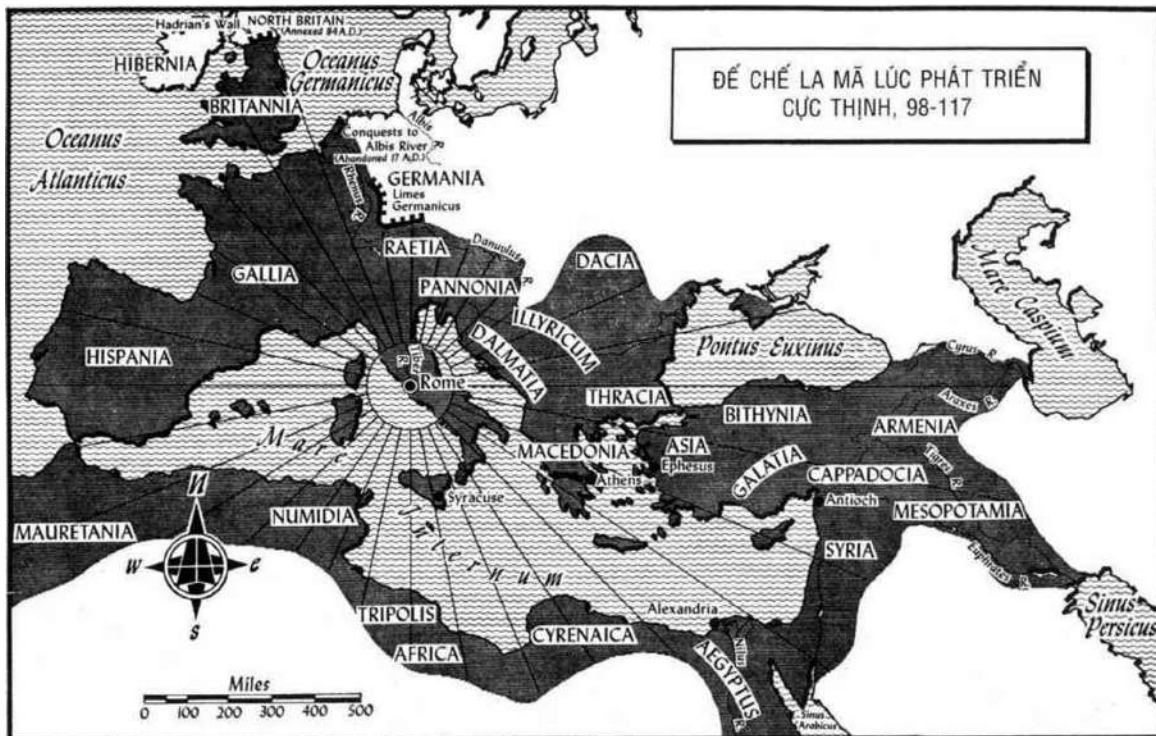 ĐẾ CHẾ LA MÃ LÚC PHÁT TRIỂN
CỰC THỊNH, 98-117
Hadrian's Wall
NORTH BRITAIN
(Annexed 84 A.D.)
HIBERNIA
Oceanus
Germanicus
BRITANNIA
Oceanus
Atlanticus
Albis
R.
Conquests to
Albis River
(Abandoned 17 A.D.)
Rhenus R.
GERMANIA
Limes
Germanicus
RAETIA
Danuvius
R.
GALLIA
PANNONIA
DACIA
ILLYRICUM
DALMATIA
HISPANIA
Rome
Pontus Euxinus
Mare Caspium
Cyrus R.
Araxes R.
THRACIA
BITHYNIA
ARMENIA
MACEDONIA
ASIA
Ephesus
Athens
GALATIA
CAPPADOCIA
Tigres R.
Antioch
MESOPOTAMIA
Euphrates R.
SYRIA
Mare
Internum
Syracuse
MAURETANIA
NUMIDIA
N
w
e
s
TRIPOLIS
AFRICA
CYRENAICA
Alexandria
Nilus
AEGYPTUS
R.
Sinus
Arabicus
Sinus
Persicus
Miles
0 100 200 300 400 500